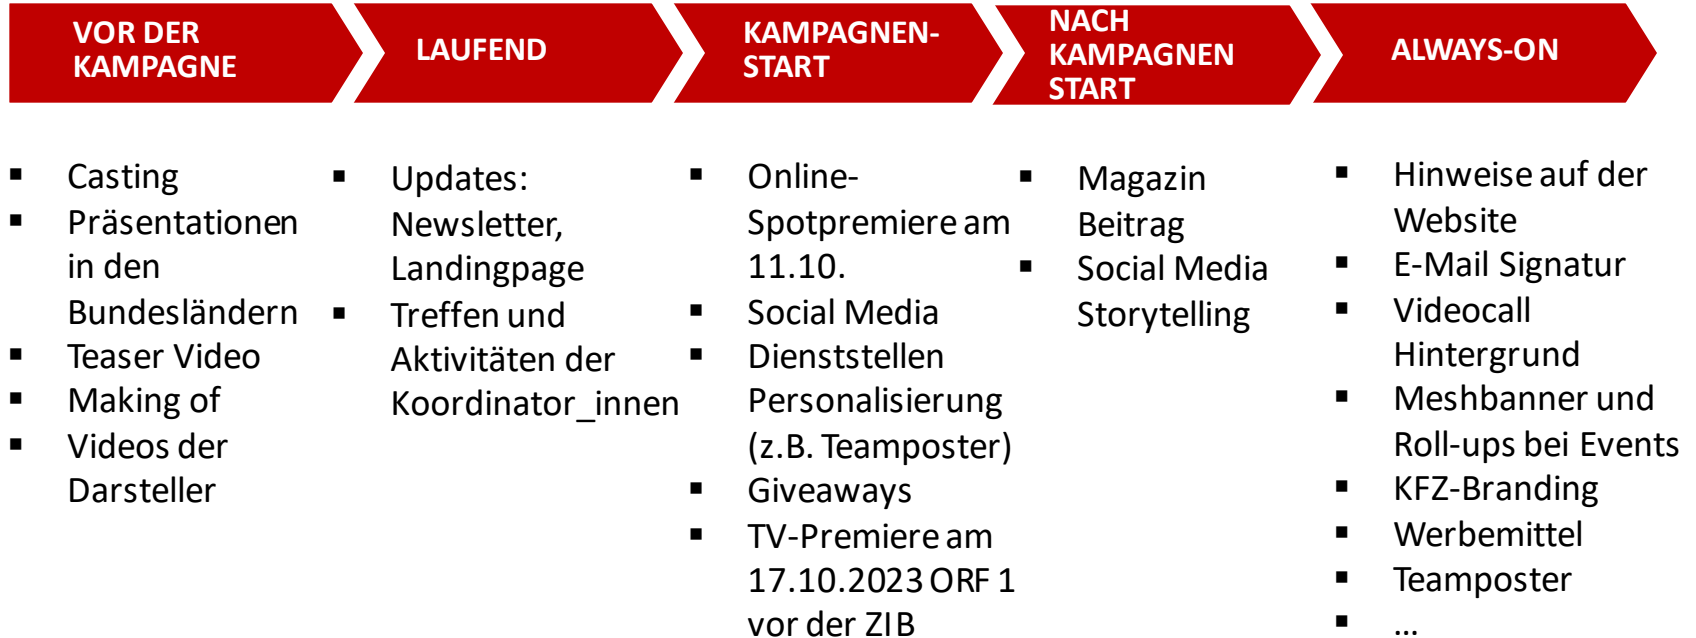 VOR DER
KAMPAGNE
LAUFEND
KAMPAGNEN-
START
NACH
KAMPAGNEN
START
ALWAYS-ON
▪ Casting
▪ Präsentationen
in den
Bundesländern
▪ Teaser Video
▪ Making of
▪ Videos der
Darsteller
▪ Updates:
Newsletter,
Landingpage
▪ Treffen und
Aktivitäten der
Koordinator_innen
▪ Online-
Spotpremiere am
11.10.
▪ Social Media
▪ Dienststellen
Personalisierung
(z.B. Teamposter)
▪ Giveaways
▪ TV-Premiere am
17.10.2023 ORF 1
vor der ZIB
▪ Magazin
Beitrag
▪ Social Media
Storytelling
▪ Hinweise auf der
Website
▪ E-Mail Signatur
▪ Videocall
Hintergrund
▪ Meshbanner und
Roll-ups bei Events
▪ KFZ-Branding
▪ Werbemittel
▪ Teamposter
▪ ...